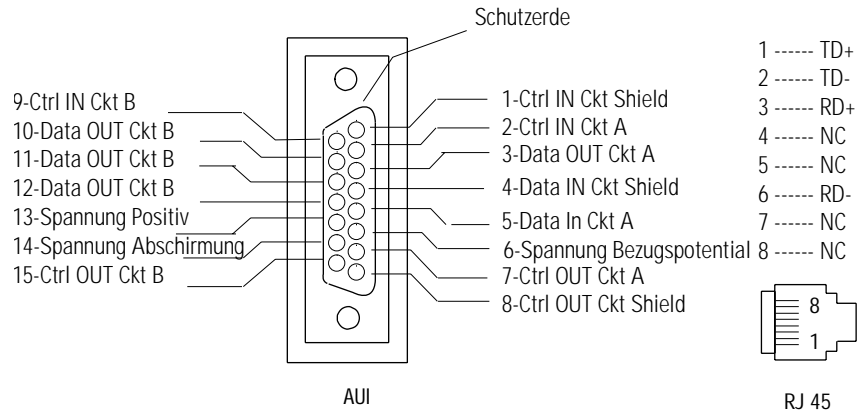 Schutzerde
9-Ctrl IN Ckt B
10-Data OUT Ckt B
11-Data OUT Ckt B
12-Data OUT Ckt B
13-Spannung Positiv
14-Spannung Abschirmung
15-Ctrl OUT Ckt B
1-Ctrl IN Ckt Shield
2-Ctrl IN Ckt A
3-Data OUT Ckt A
4-Data IN Ckt Shield
5-Data In Ckt A
6-Spannung Bezugspotential
7-Ctrl OUT Ckt A
8-Ctrl OUT Ckt Shield
AUI
1 ------ TD+
2 ------ TD-
3 ------ RD+
4 ------ NC
5 ------ NC
6 ------ RD-
7 ------ NC
8 ------ NC
8
1
RJ 45